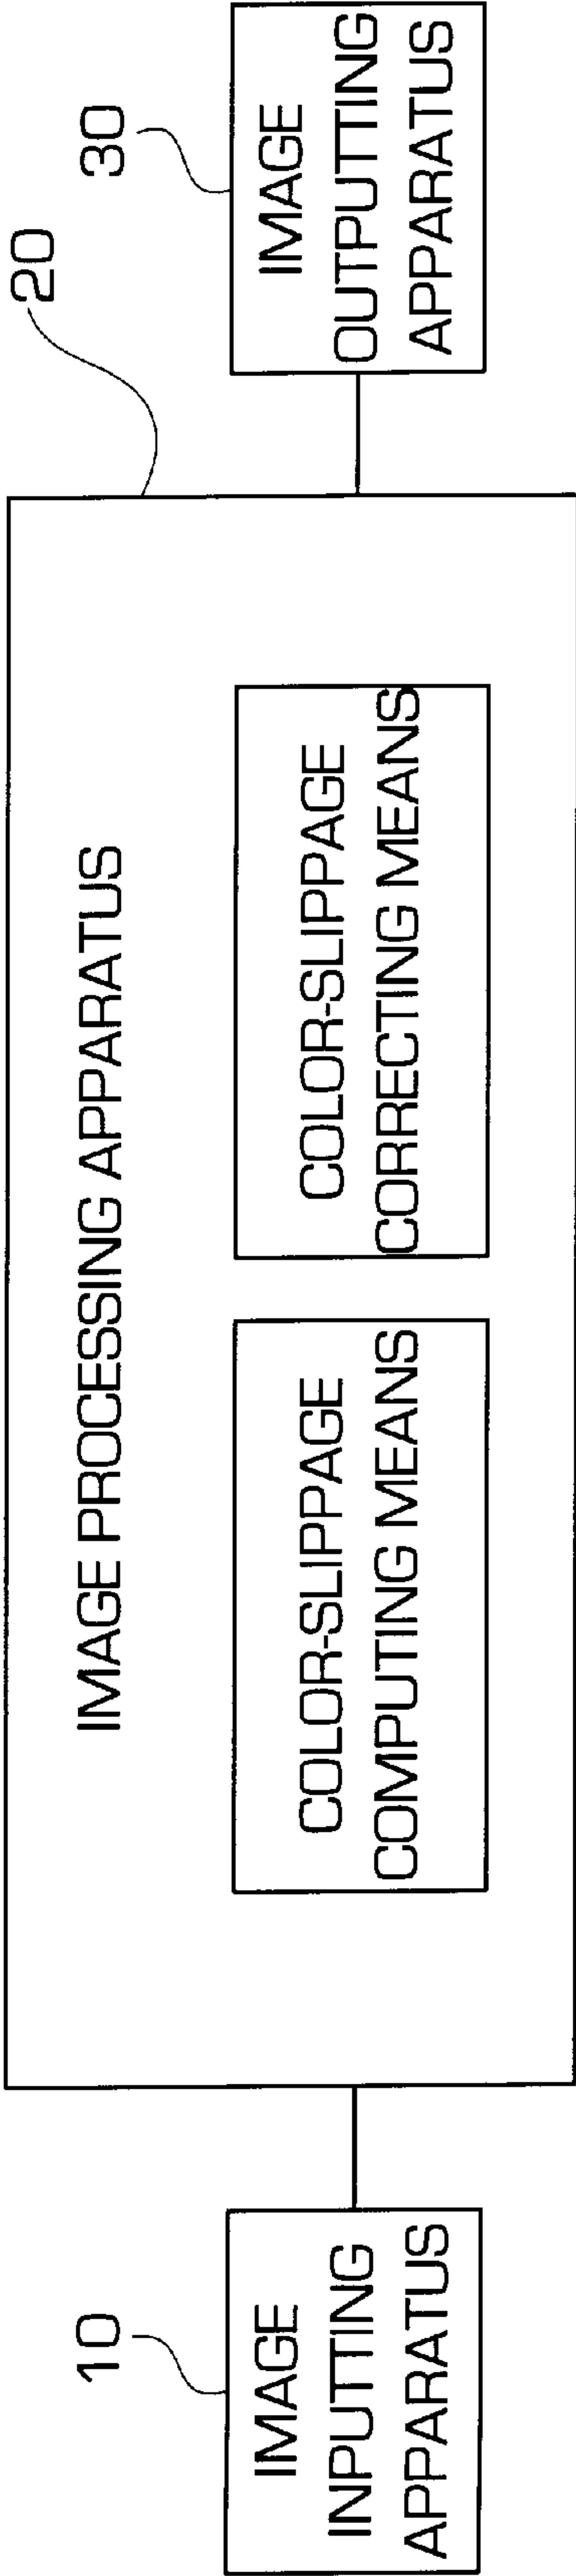 10
IMAGE
INPUTTING
APPARATUS
20
IMAGE PROCESSING APPARATUS
COLOR-SLIPPAGE
COMPUTING MEANS
COLOR-SLIPPAGE
CORRECTING MEANS
30
IMAGE
OUTPUTTING
APPARATUS